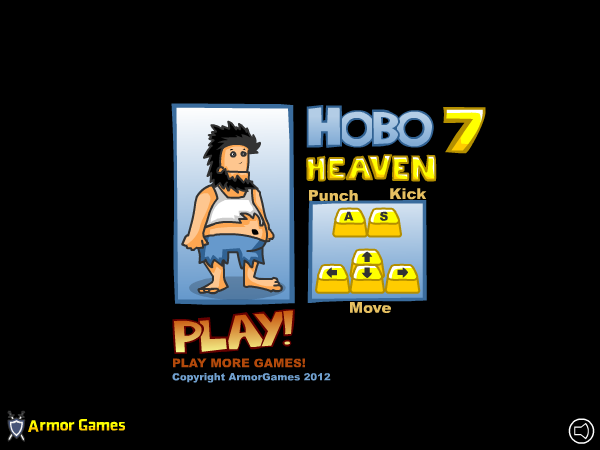 HOBO 7
HEAVEN
Punch Kick
A S
Move
PLAY!
PLAY MORE GAMES!
Copyright ArmorGames 2012
Armor Games